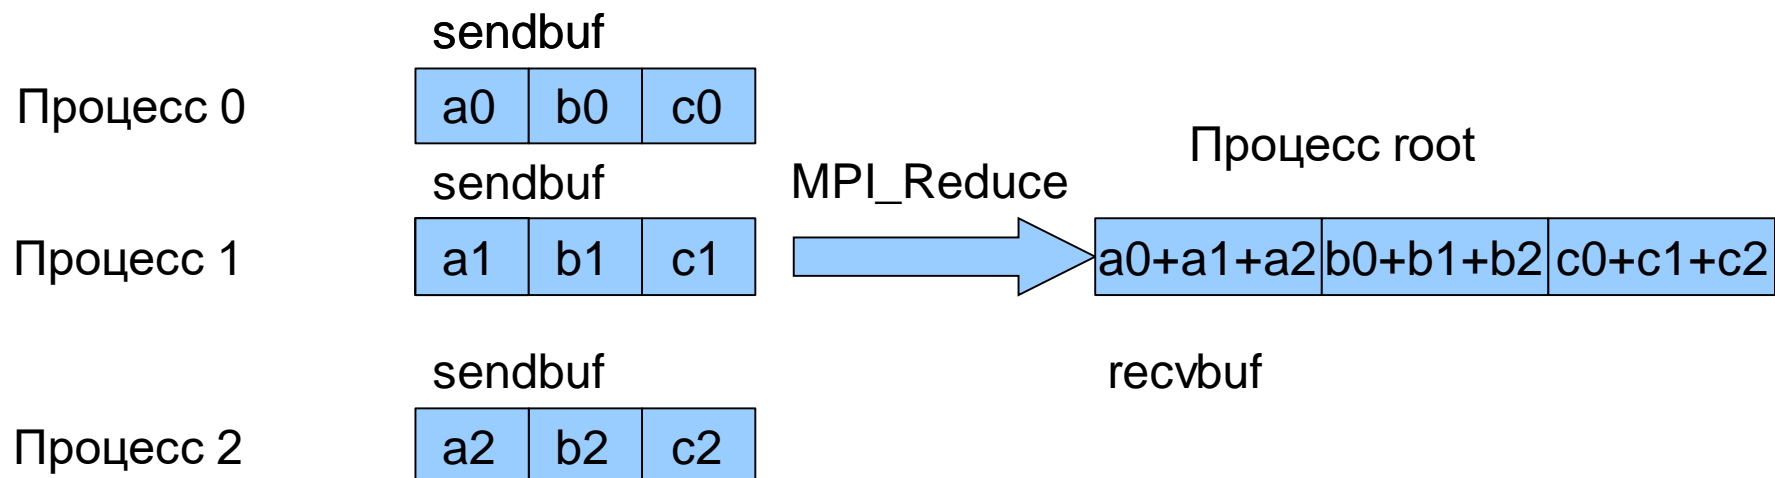 sendbuf
Процесс 0
a0 b0 c0
Процесс root
sendbuf
MPI_Reduce
Процесс 1
a1 b1 c1
a0+a1+a2 b0+b1+b2 c0+c1+c2
sendbuf
recvbuf
Процесс 2
a2 b2 c2